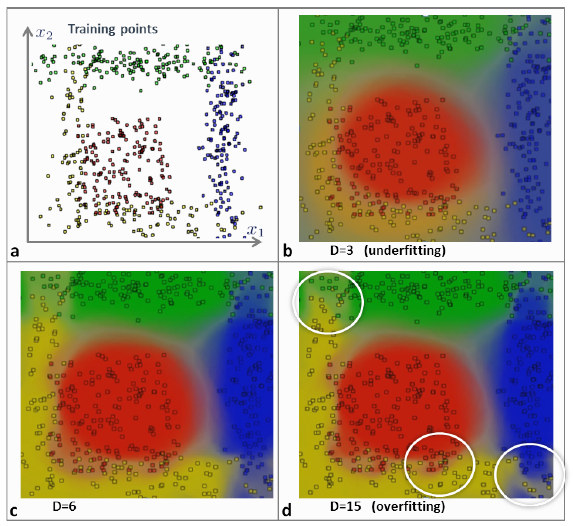 x₂ Training points
x₁
a
b
D=3 (underfitting)
c
D=6
d
D=15 (overfitting)